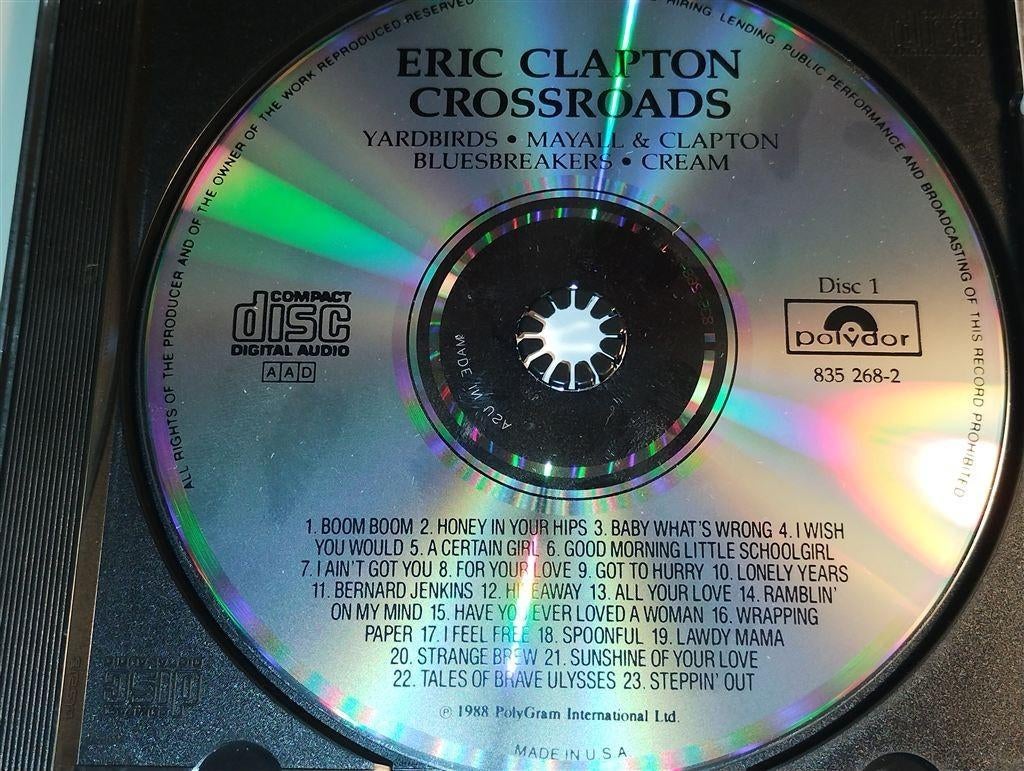 ALL RIGHTS OF THE PRODUCER AND OF THE OWNER OF THE WORK REPRODUCED RESERVED
HIRING, LENDING, PUBLIC PERFORMANCE AND BROADCASTING OF THIS RECORD PROHIBITED
ERIC CLAPTON
CROSSROADS
YARDBIRDS • MAYALL & CLAPTON
BLUESBREAKERS • CREAM
COMPACT
disc
DIGITAL AUDIO
AAD
Disc 1
polydor
835 268-2
MADE IN USA
1. BOOM BOOM 2. HONEY IN YOUR HIPS 3. BABY WHAT'S WRONG 4. I WISH
YOU WOULD 5. A CERTAIN GIRL 6. GOOD MORNING LITTLE SCHOOLGIRL
7. I AIN'T GOT YOU 8. FOR YOUR LOVE 9. GOT TO HURRY 10. LONELY YEARS
11. BERNARD JENKINS 12. HIDEAWAY 13. ALL YOUR LOVE 14. RAMBLIN'
ON MY MIND 15. HAVE YOU EVER LOVED A WOMAN 16. WRAPPING
PAPER 17. I FEEL FREE 18. SPOONFUL 19. LAWDY MAMA
20. STRANGE BREW 21. SUNSHINE OF YOUR LOVE
22. TALES OF BRAVE ULYSSES 23. STEPPIN' OUT
℗ 1988 PolyGram International Ltd.
MADE IN U.S.A.